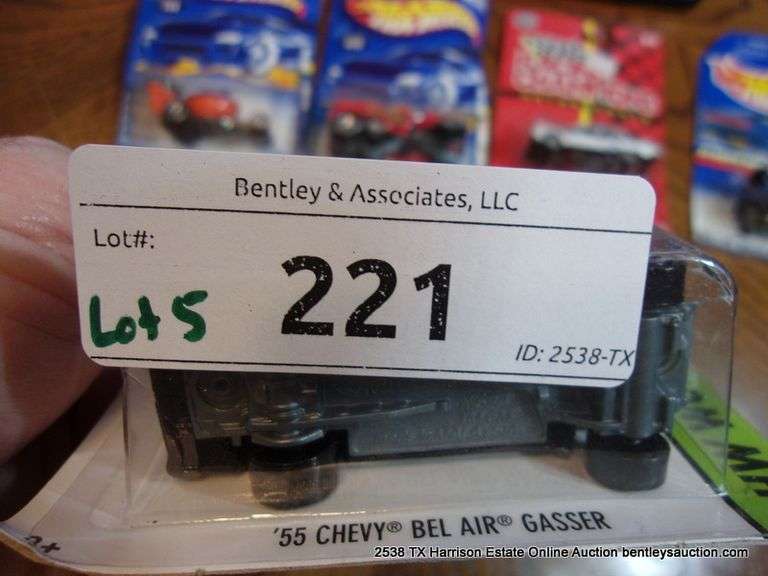 Bentley & Associates, LLC
Lot#:
221
Lot 5
ID: 2538-TX
'55 CHEVY® BEL AIR® GASSER
2538 TX Harrison Estate Online Auction bentleysauction.com